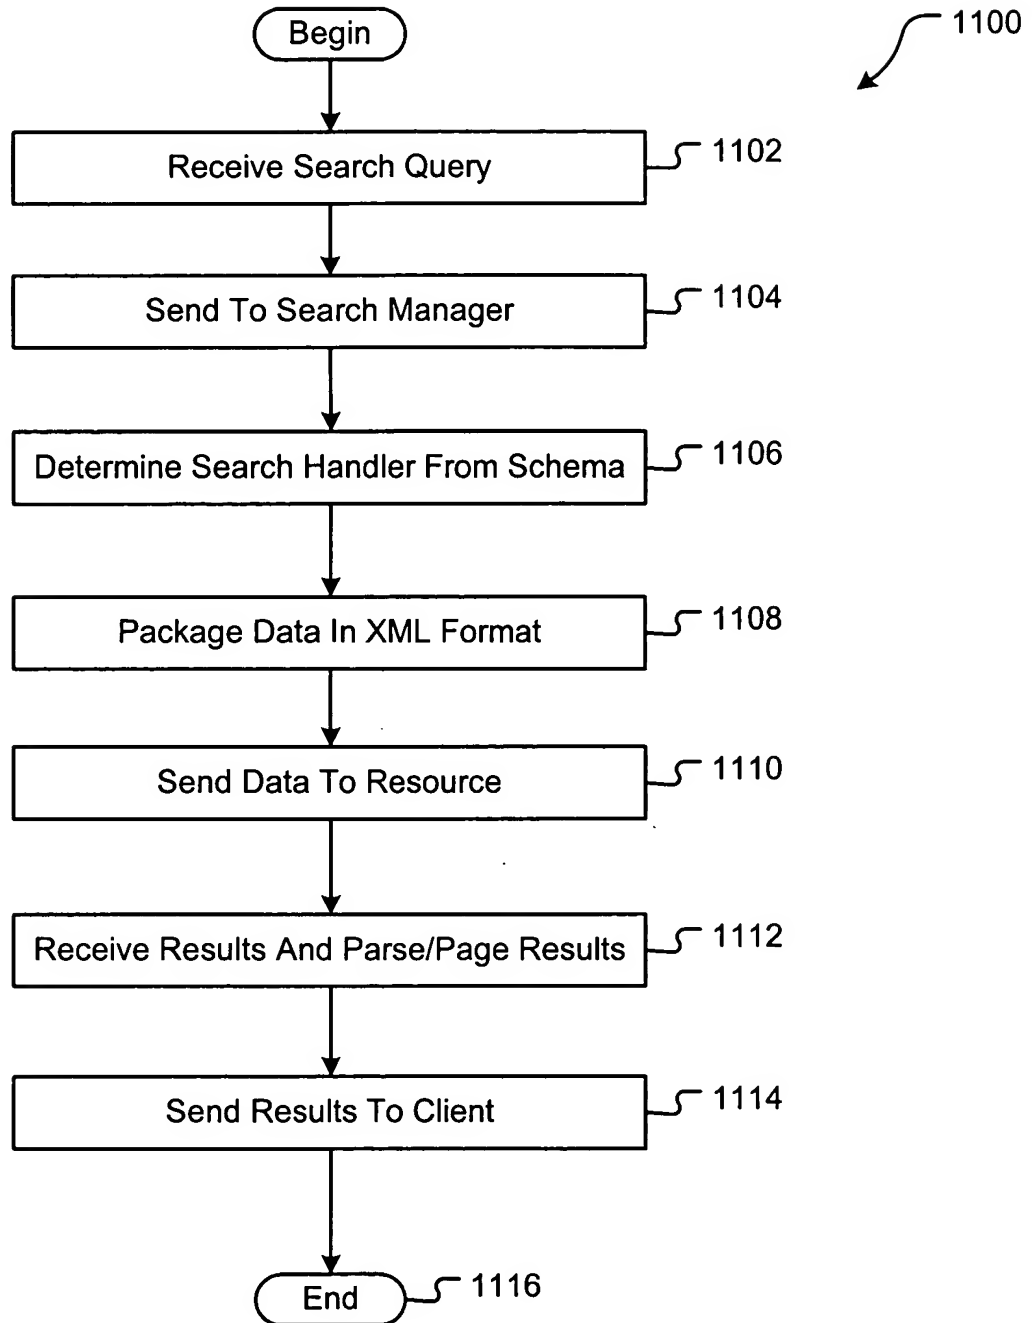 Begin
1100
Receive Search Query
1102
Send To Search Manager
1104
Determine Search Handler From Schema
1106
Package Data In XML Format
1108
Send Data To Resource
1110
Receive Results And Parse/Page Results
1112
Send Results To Client
1114
End
1116